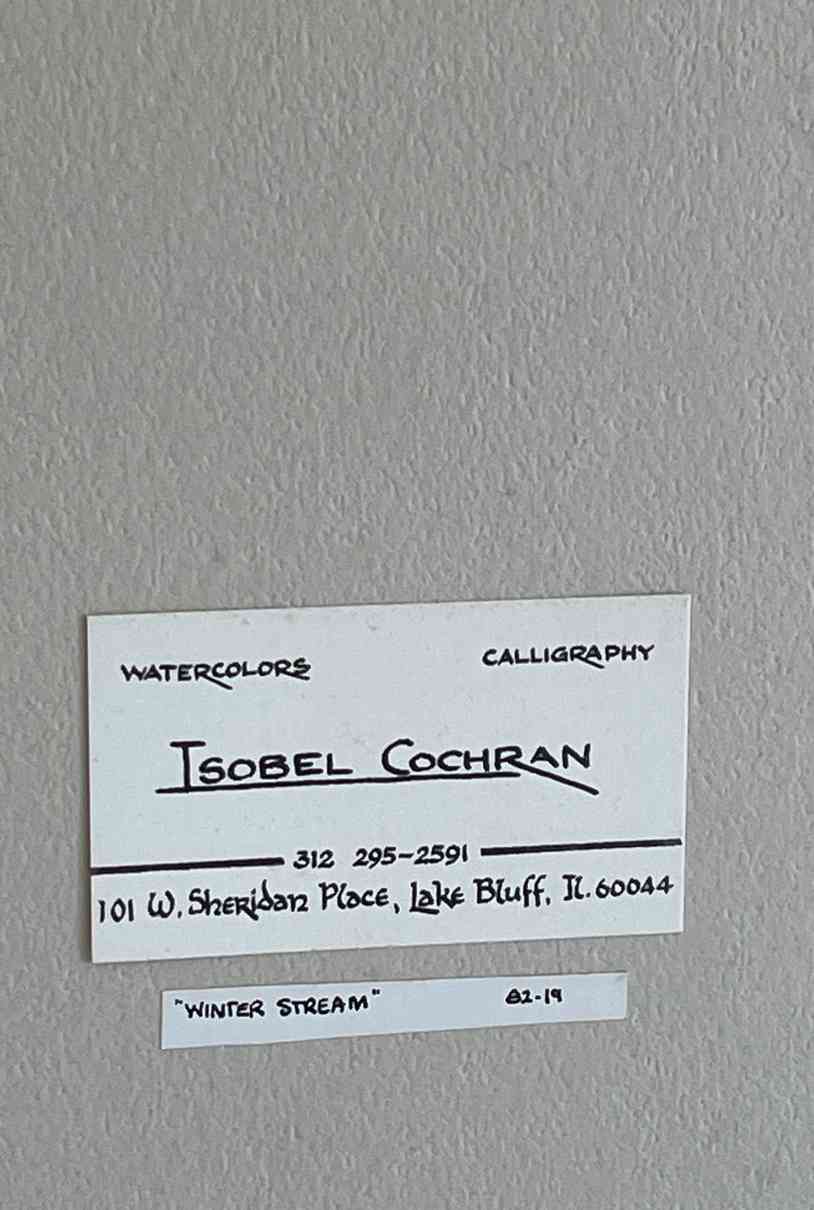 WATERCOLORS CALLIGRAPHY
ISOBEL COCHRAN
312 295-2591
101 W. Sheridan Place, Lake Bluff, Il. 60044
"WINTER STREAM" 82-19